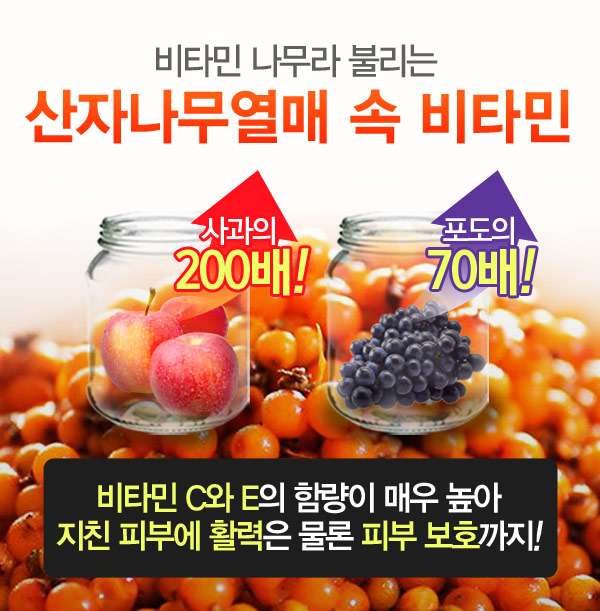 비타민 나무라 불리는
산자나무열매 속 비타민
사과의
200배!
포도의
70배!
비타민 C와 E의 함량이 매우 높아
지친 피부에 활력은 물론 피부 보호까지!